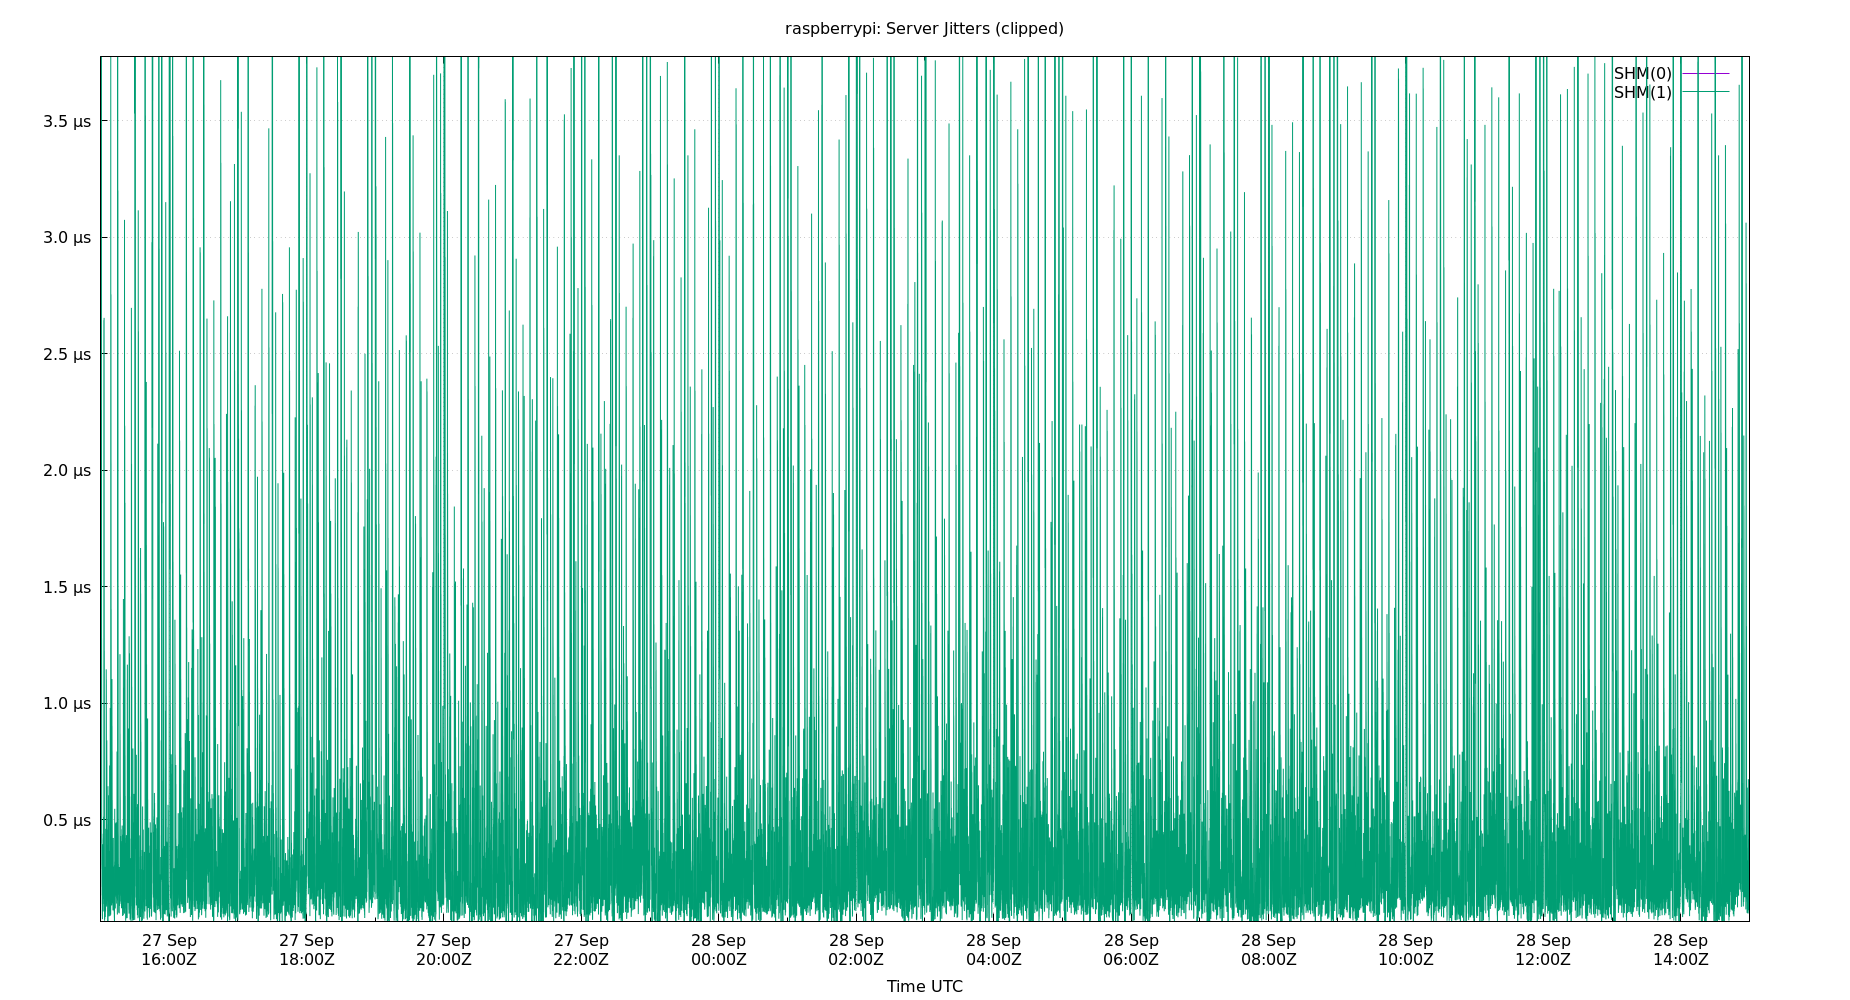 raspberrypi: Server Jitters (clipped)
SHM(0)
SHM(1)
3.5 µs
3.0 µs
2.5 µs
2.0 µs
1.5 µs
1.0 µs
0.5 µs
27 Sep 27 Sep 27 Sep 27 Sep 28 Sep 28 Sep 28 Sep 28 Sep 28 Sep 28 Sep 28 Sep 28 Sep
16:00Z 18:00Z 20:00Z 22:00Z 00:00Z 02:00Z 04:00Z 06:00Z 08:00Z 10:00Z 12:00Z 14:00Z
Time UTC